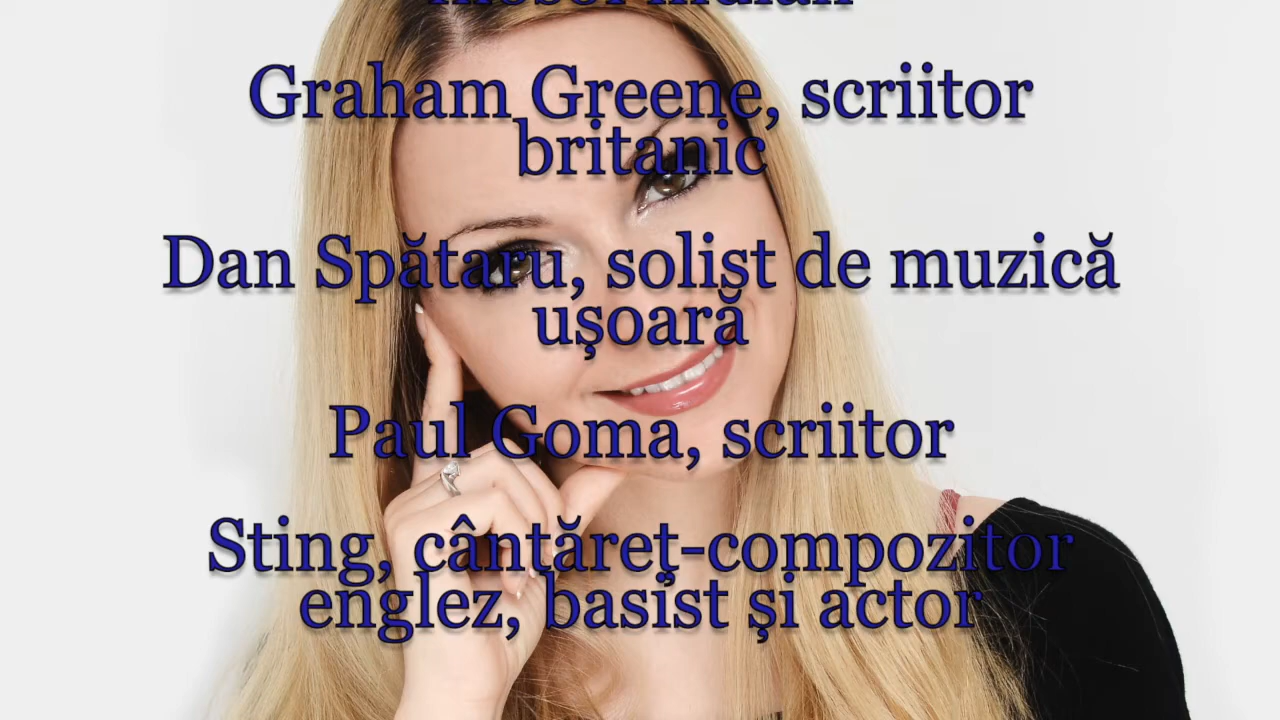 Graham Greene, scriitor
britanic
Dan Spătaru, solist de muzică
ușoară
Paul Goma, scriitor
Sting, cântăreț-compozitor
englez, basist și actor